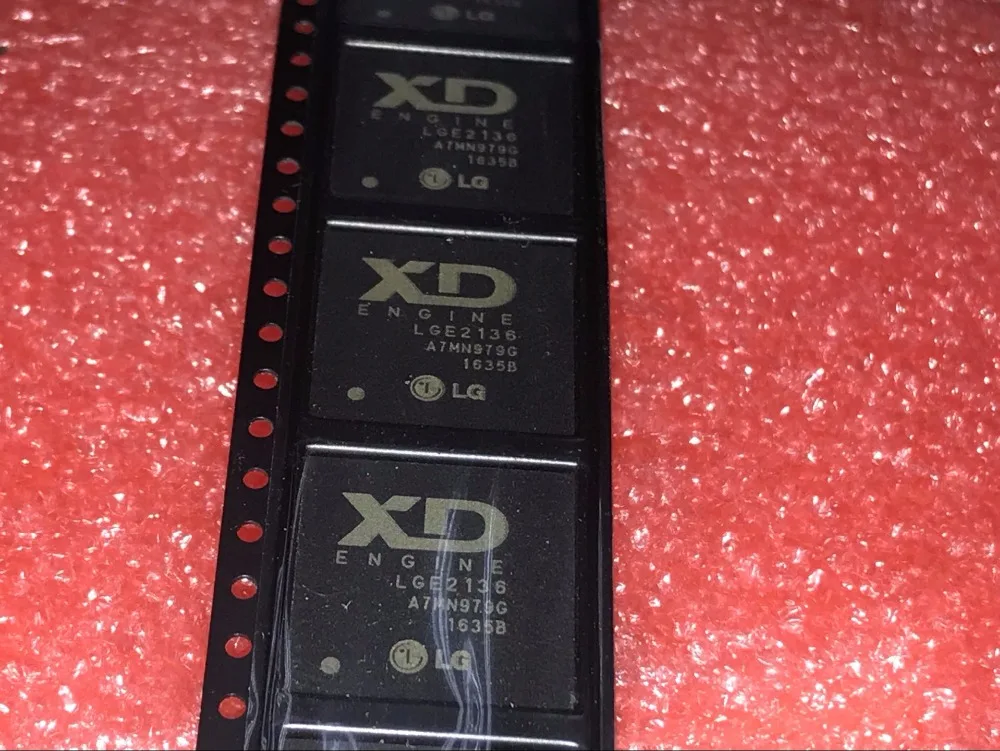 LG
XD
ENGINE
LGE2136
A7MN979G
1635B
LG
XD
ENGINE
LGE2136
A7MN979G
1635B
LG
XD
ENGINE
LGE2136
A7MN979G
1635B
LG